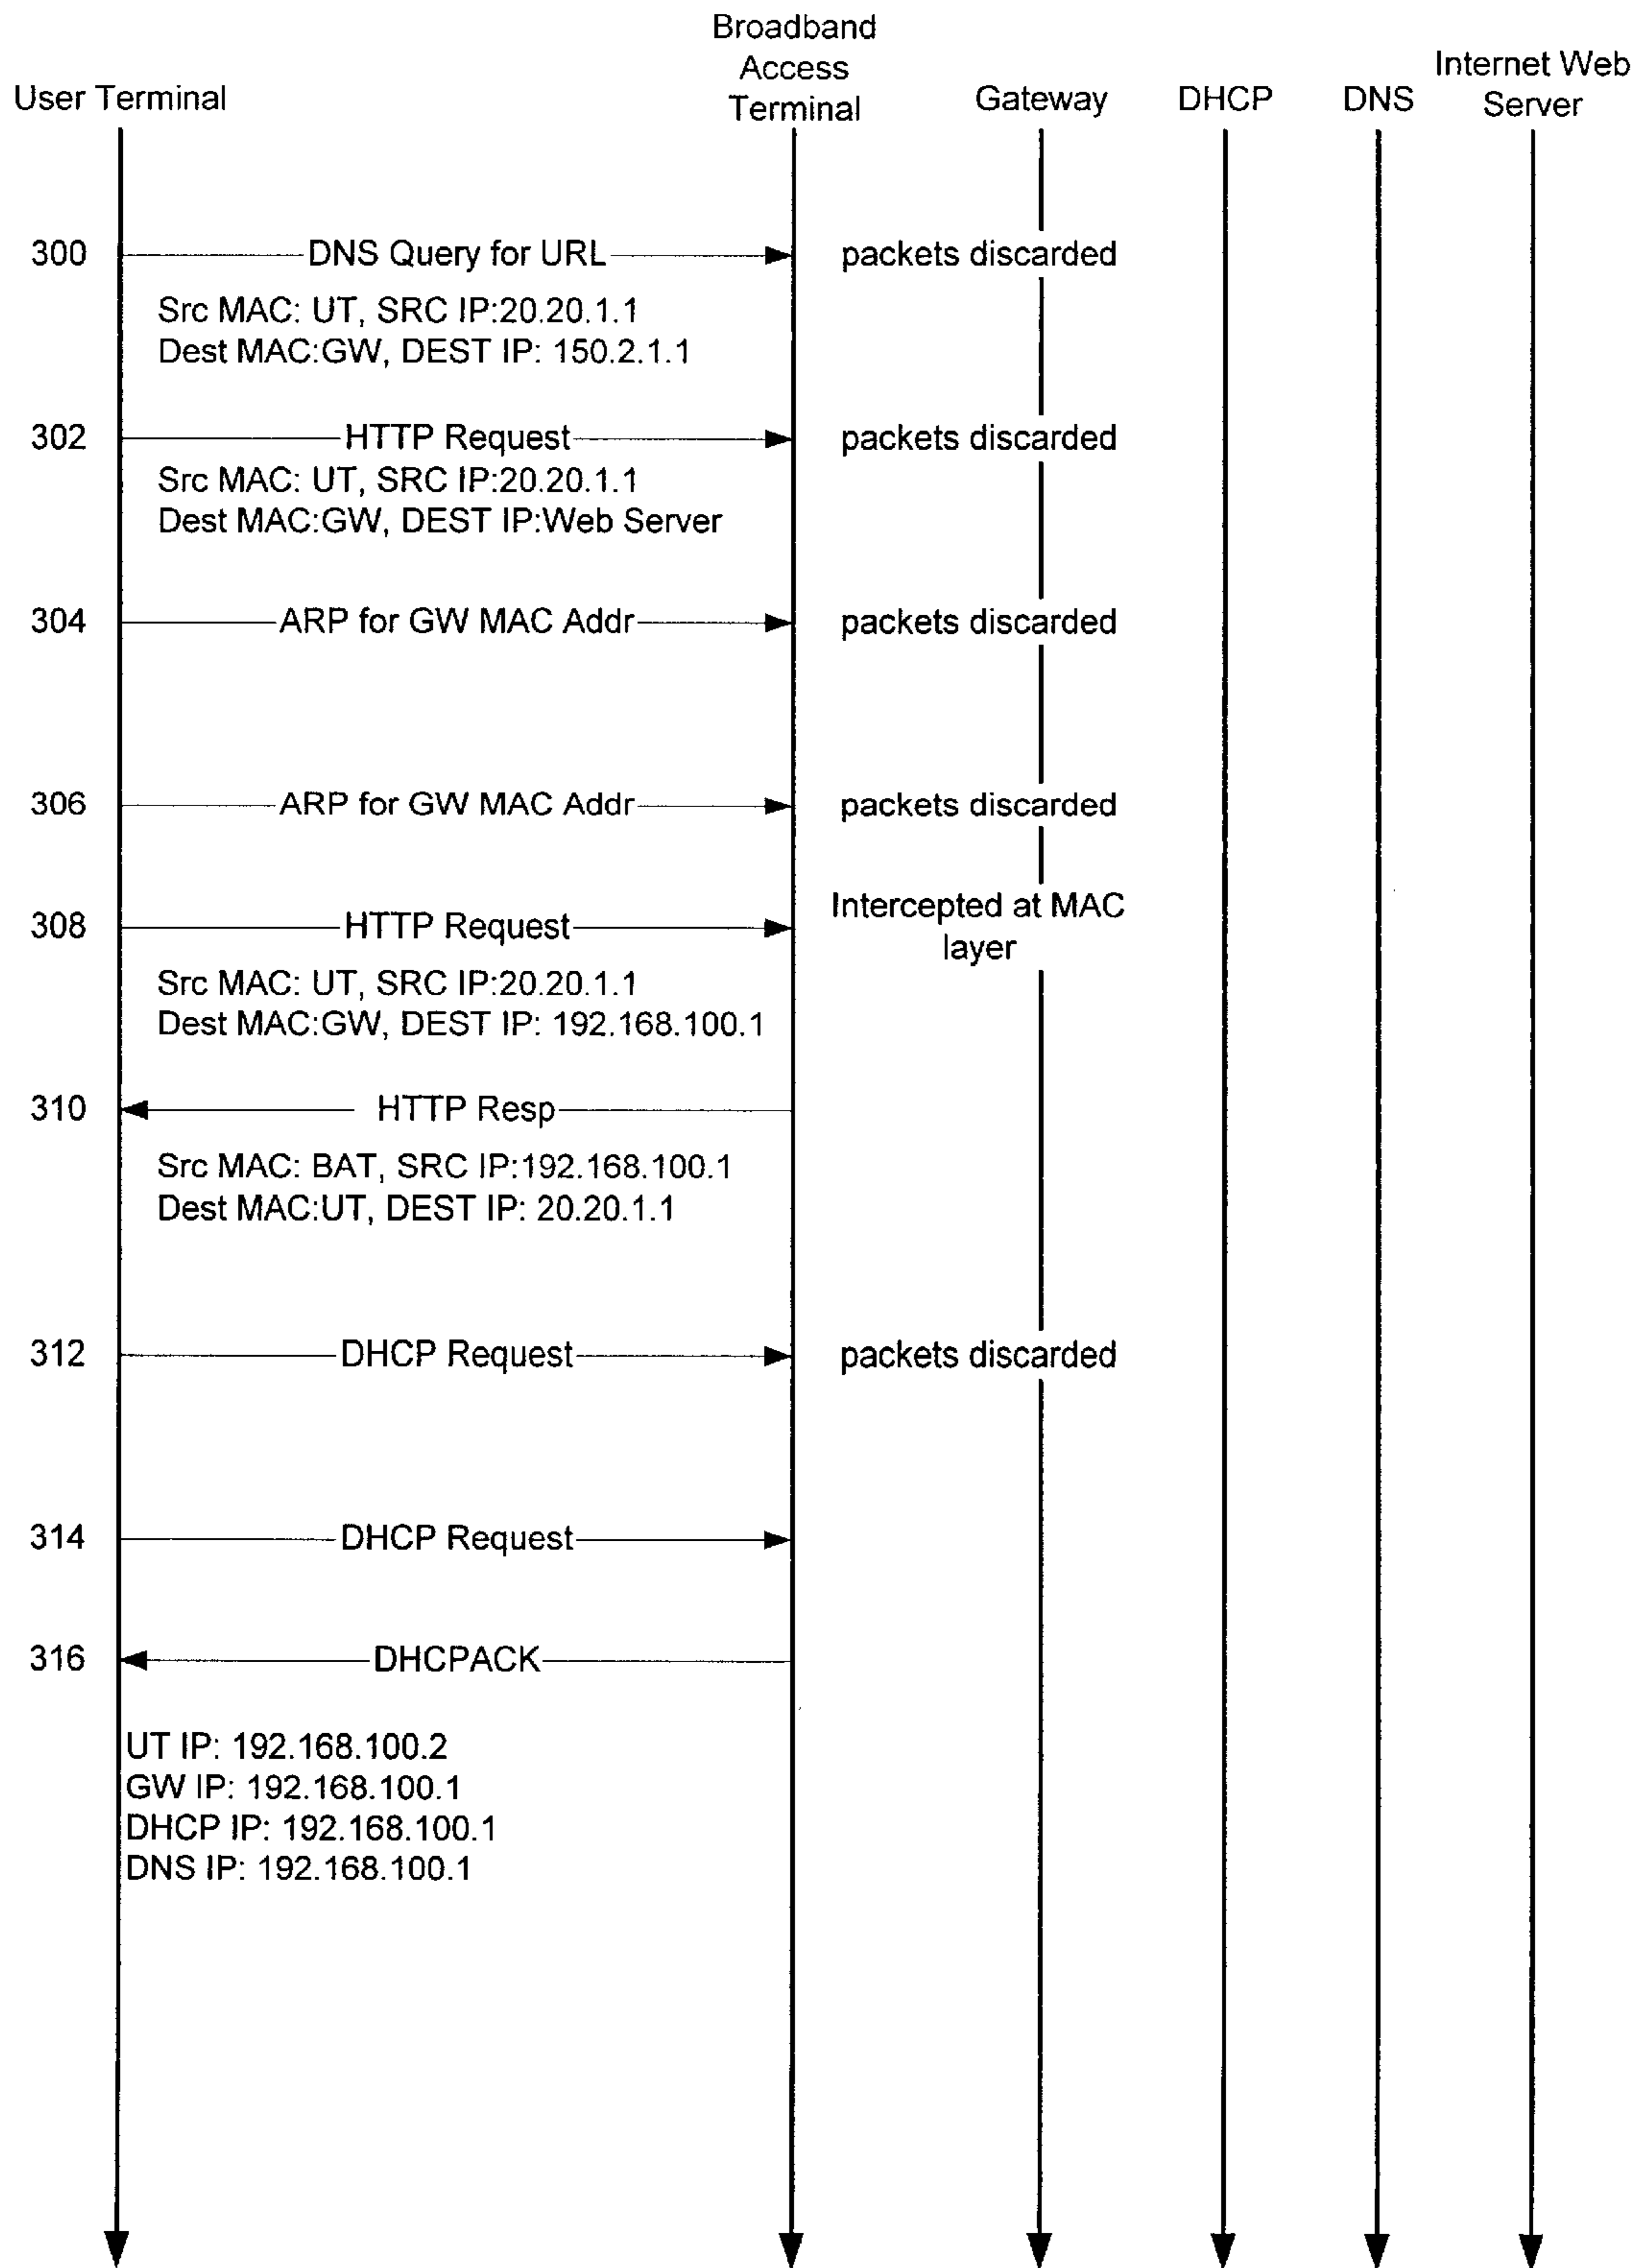 Broadband
Access
Terminal
User Terminal
Gateway
DHCP
DNS
Internet Web
Server
300
DNS Query for URL
packets discarded
Src MAC: UT, SRC IP:20.20.1.1
Dest MAC:GW, DEST IP: 150.2.1.1
302
HTTP Request
packets discarded
Src MAC: UT, SRC IP:20.20.1.1
Dest MAC:GW, DEST IP:Web Server
304
ARP for GW MAC Addr
packets discarded
306
ARP for GW MAC Addr
packets discarded
308
HTTP Request
Intercepted at MAC
layer
Src MAC: UT, SRC IP:20.20.1.1
Dest MAC:GW, DEST IP: 192.168.100.1
310
HTTP Resp
Src MAC: BAT, SRC IP:192.168.100.1
Dest MAC:UT, DEST IP: 20.20.1.1
312
DHCP Request
packets discarded
314
DHCP Request
316
DHCPACK
UT IP: 192.168.100.2
GW IP: 192.168.100.1
DHCP IP: 192.168.100.1
DNS IP: 192.168.100.1